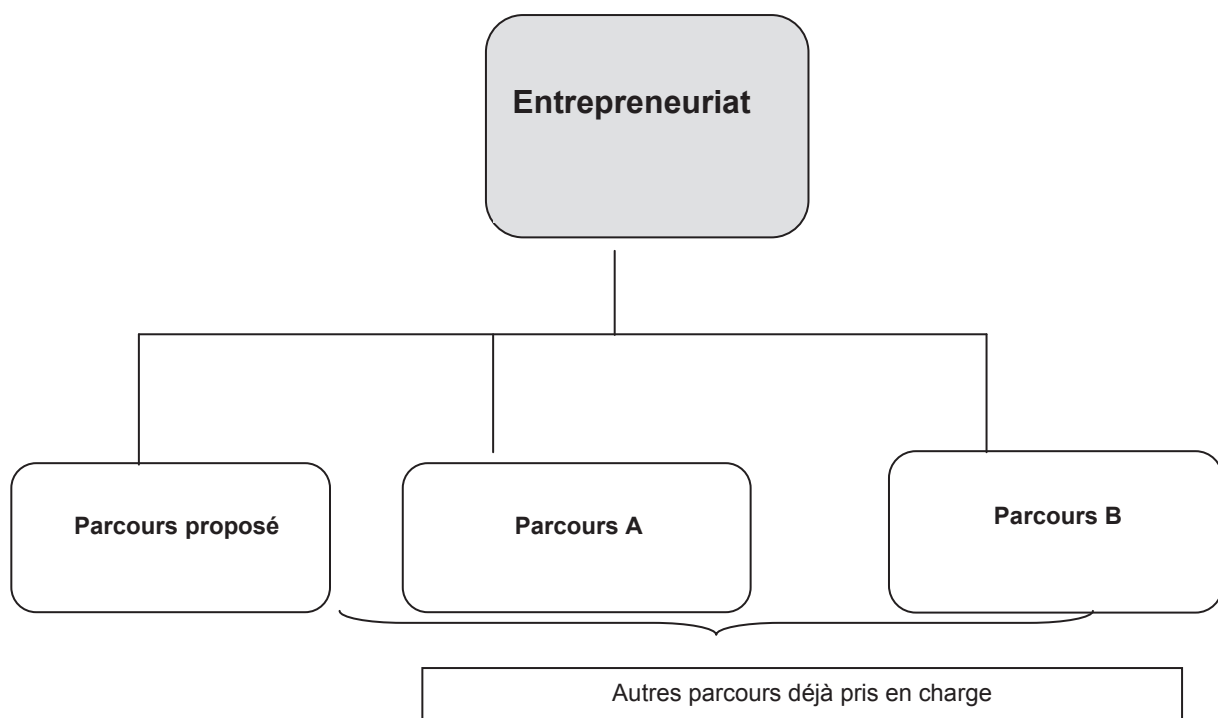 Entrepreneuriat
Parcours proposé
Parcours A
Parcours B
Autres parcours déjà pris en charge